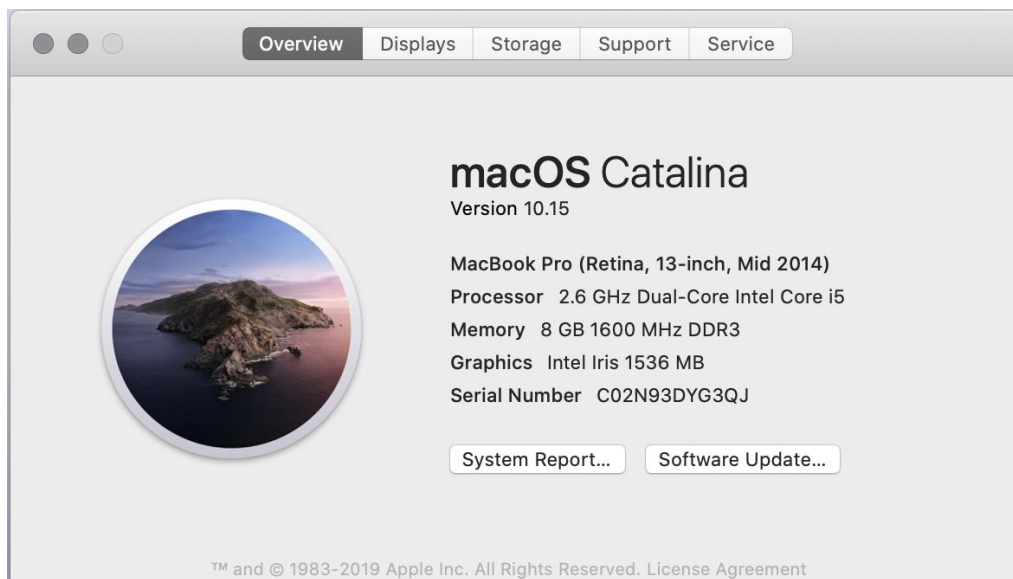 Overview Displays Storage Support Service
macOS Catalina
Version 10.15
MacBook Pro (Retina, 13-inch, Mid 2014)
Processor 2.6 GHz Dual-Core Intel Core i5
Memory 8 GB 1600 MHz DDR3
Graphics Intel Iris 1536 MB
Serial Number C02N93DYG3QJ
System Report... Software Update...
™ and © 1983-2019 Apple Inc. All Rights Reserved. License Agreement